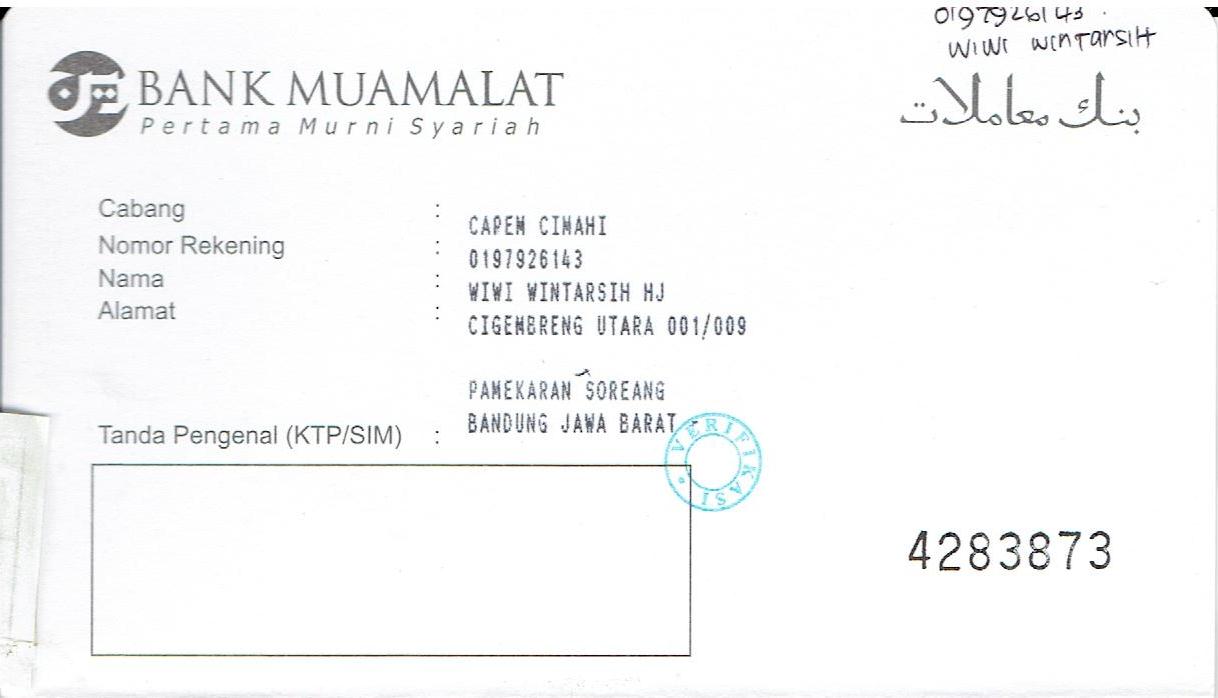 0197926143.
WIWI WINTARSIH
BANK MUAMALAT
Pertama Murni Syariah
بنك معاملات
Cabang : CAPEM CIMAHI
Nomor Rekening : 0197926143
Nama : WIWI WINTARSIH HJ
Alamat : CIGEMBRENG UTARA 001/009
PAMEKARAN SOREANG
BANDUNG JAWA BARAT
Tanda Pengenal (KTP/SIM) :
VERIFIKASI
4283873